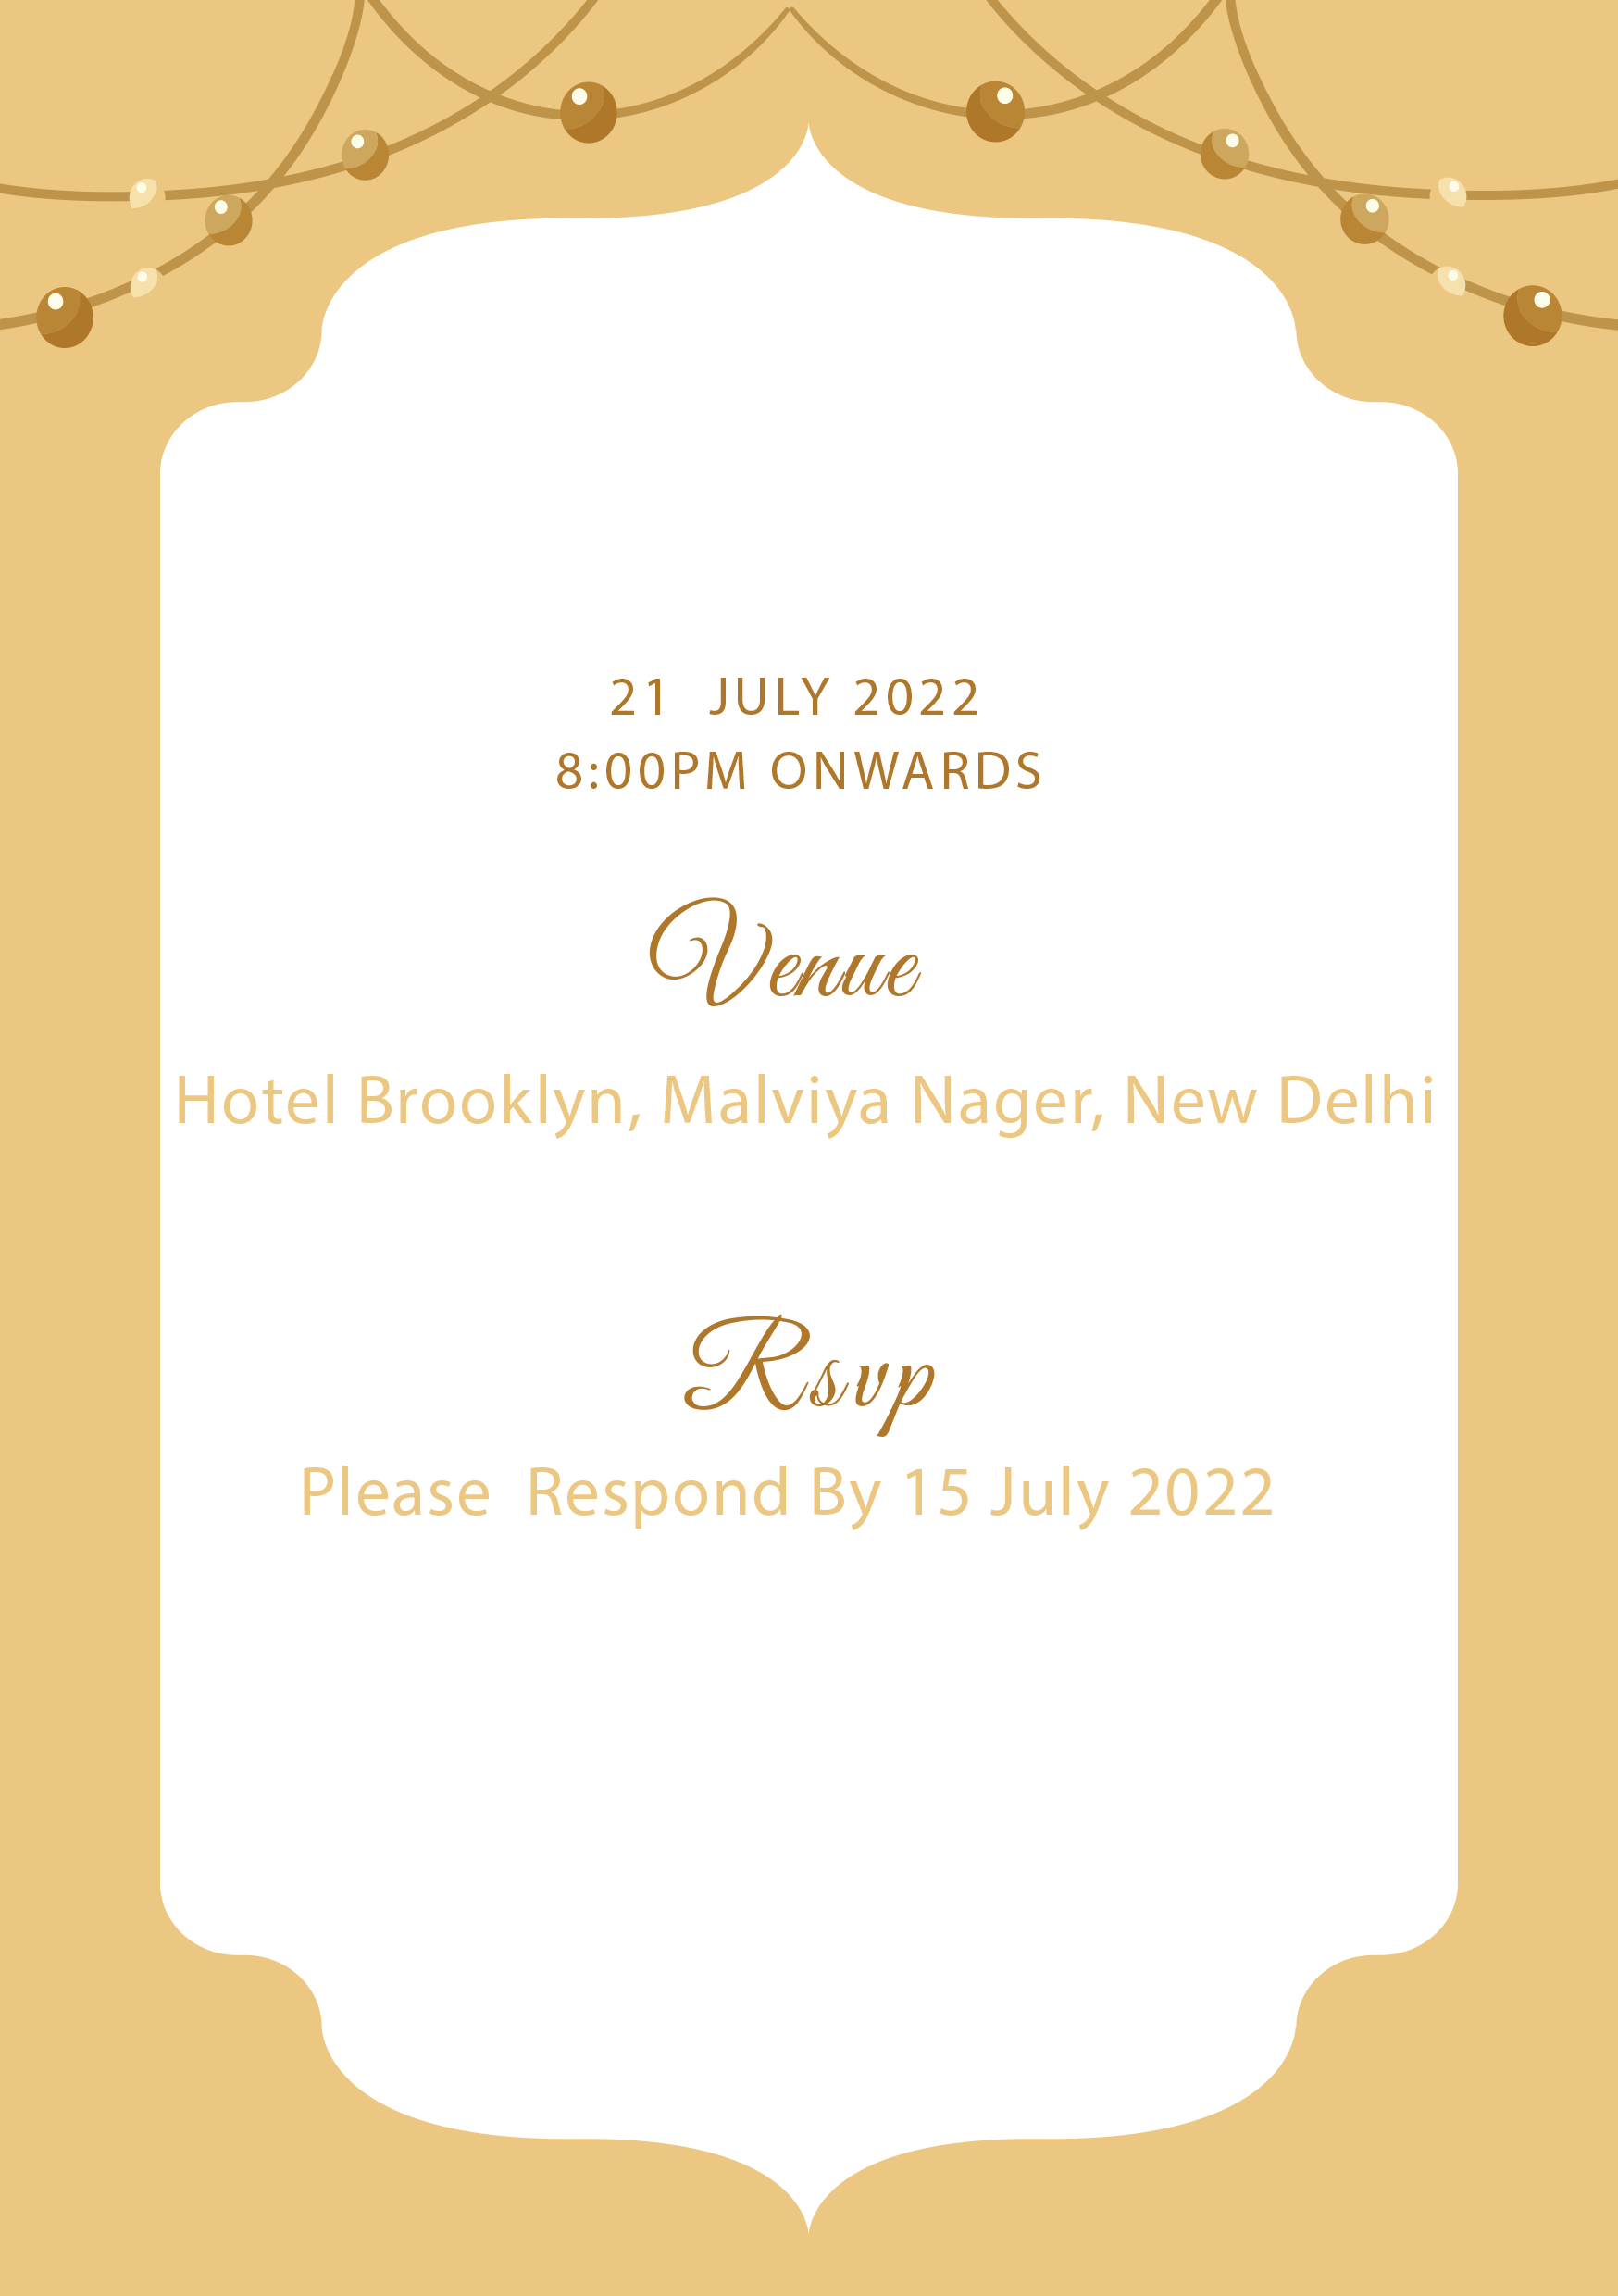 21 JULY 2022
8:00PM ONWARDS
Venue
Hotel Brooklyn, Malviya Nager, New Delhi
Rsvp
Please Respond By 15 July 2022